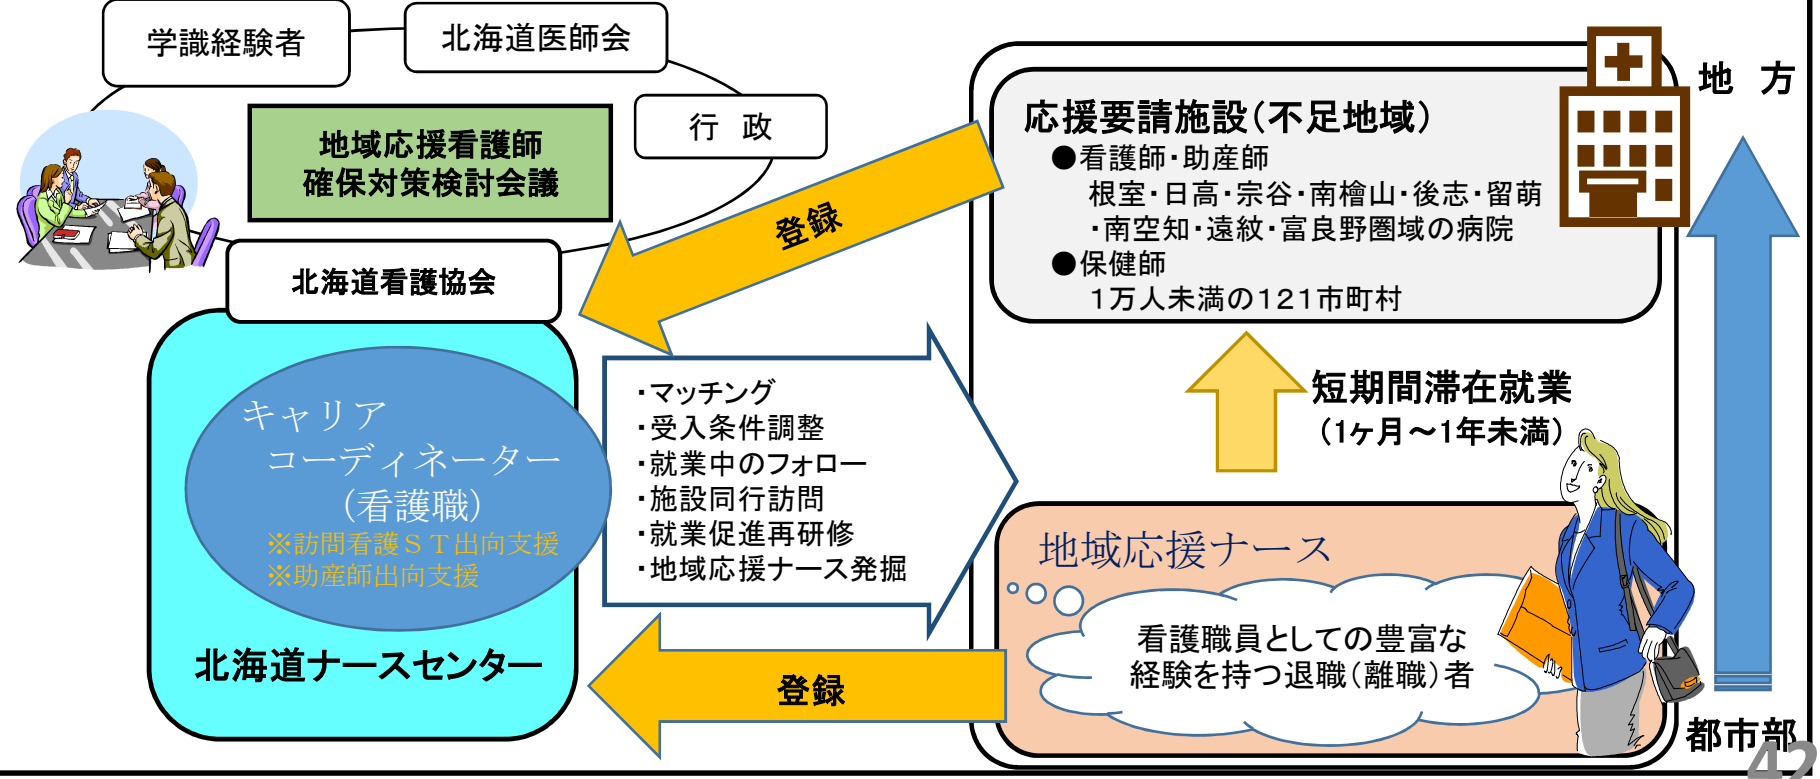 学識経験者
北海道医師会
行 政
地域応援看護師
確保対策検討会議
北海道看護協会
キャリア
コーディネーター
(看護職)
※訪問看護ＳＴ出向支援
※助産師出向支援
北海道ナースセンター
登録
・マッチング
・受入条件調整
・就業中のフォロー
・施設同行訪問
・就業促進再研修
・地域応援ナース発掘
登録
応援要請施設(不足地域)
●看護師・助産師
根室・日高・宗谷・南檜山・後志・留萌
・南空知・遠紋・富良野圏域の病院
●保健師
1万人未満の121市町村
短期間滞在就業
(1ヶ月～1年未満)
地域応援ナース
看護職員としての豊富な
経験を持つ退職(離職)者
地 方
都市部
42